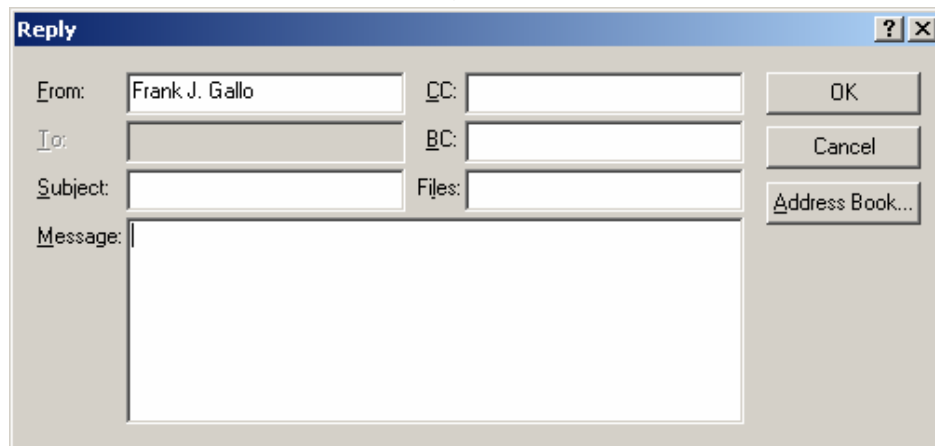 Reply
From: Frank J. Gallo CC: OK
To: BC: Cancel
Subject: Files: Address Book...
Message: